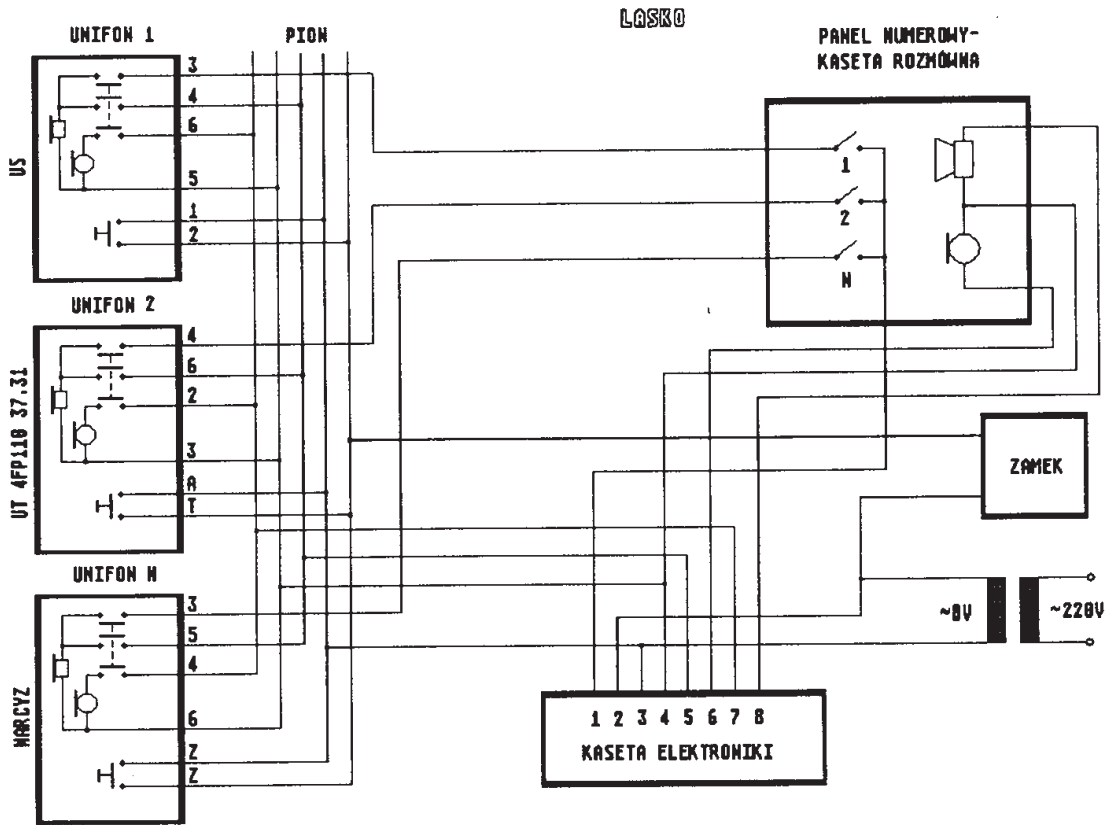 LASKO
UNIFON 1
PION
PANEL NUMEROWY-
KASETA ROZMÓWNA
US
3
4
6
5
1
2
1
2
N
UNIFON 2
UT 4FP110 37.31
4
6
2
3
A
T
ZAMEK
UNIFON N
MARCYZ
3
5
4
6
Z
Z
~8V
~220V
1 2 3 4 5 6 7 8
KASETA ELEKTRONIKI